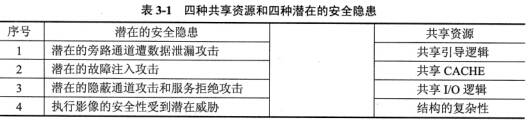 表 3-1 四种共享资源和四种潜在的安全隐患
序号 潜在的安全隐患 共享资源
1 潜在的旁路通道遭数据泄漏攻击 共享引导逻辑
2 潜在的故障注入攻击 共享 CACHE
3 潜在的隐蔽通道攻击和服务拒绝攻击 共享 I/O 逻辑
4 执行影像的安全性受到潜在威胁 结构的复杂性